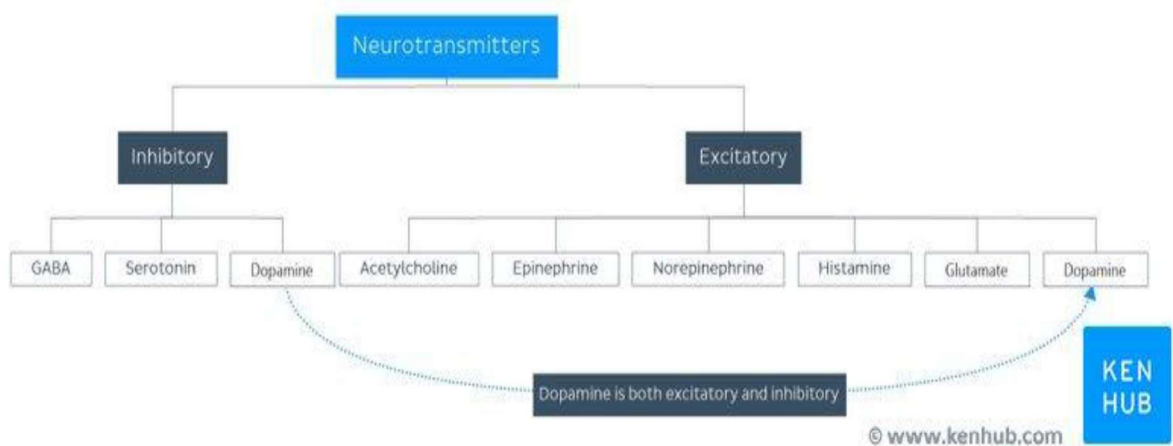 Neurotransmitters
Inhibitory
Excitatory
GABA
Serotonin
Dopamine
Acetylcholine
Epinephrine
Norepinephrine
Histamine
Glutamate
Dopamine
Dopamine is both excitatory and inhibitory
KEN
HUB
© www.kenhub.com